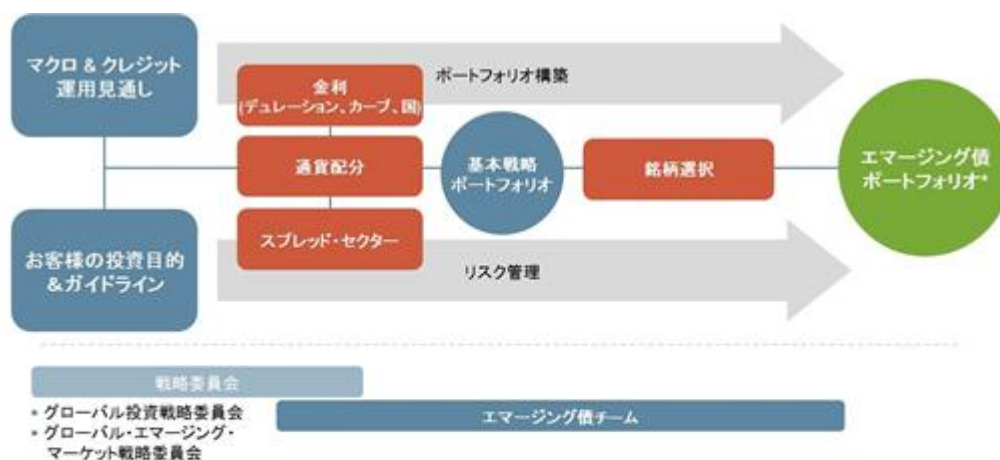 マクロ & クレジット
運用見通し
ポートフォリオ構築
金利
(デュレーション、カーブ、国)
通貨配分
スプレッド・セクター
基本戦略
ポートフォリオ
銘柄選択
エマージング債
ポートフォリオ*
お客様の投資目的
&ガイドライン
リスク管理
戦略委員会
• グローバル投資戦略委員会
• グローバル・エマージング・
マーケット戦略委員会
エマージング債チーム